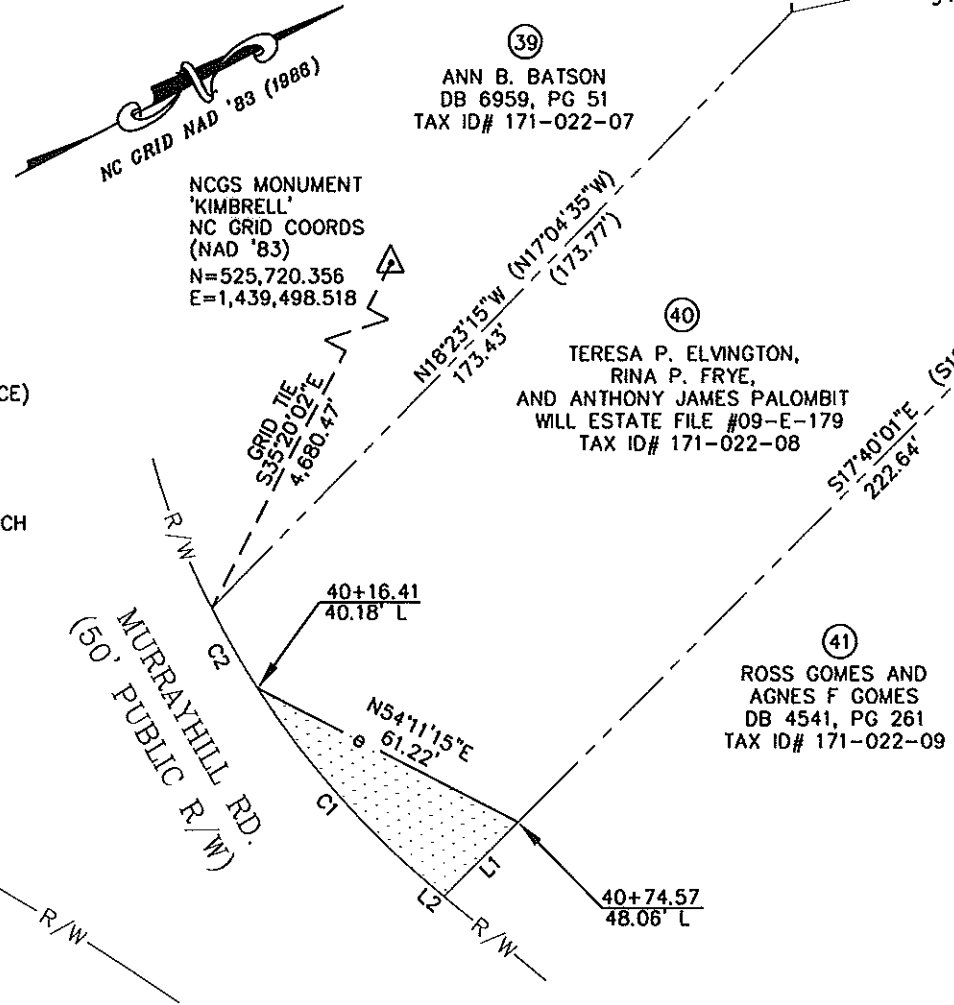 NC GRID NAD '83 (1986)
39
ANN B. BATSON
DB 6959, PG 51
TAX ID# 171-022-07
NCGS MONUMENT
'KIMBRELL'
NC GRID COORDS
(NAD '83)
N=525,720.356
E=1,439,498.518
N18°23'15"W (N17°04'35"W)
173.43' (173.77')
40
TERESA P. ELVINGTON,
RINA P. FRYE,
AND ANTHONY JAMES PALOMBIT
WILL ESTATE FILE #09-E-179
TAX ID# 171-022-08
CE)
GRID TIE
S35°20'02"E
4,680.47'
S17°40'01"E
222.64'
CH
R/W
40+16.41
40.18' L
C2
MURRAYHILL RD.
(50' PUBLIC R/W)
41
ROSS GOMES AND
AGNES F GOMES
DB 4541, PG 261
TAX ID# 171-022-09
N54°11'15"E
e 61.22'
C1
L1
L2
40+74.57
48.06' L
R/W
R/W